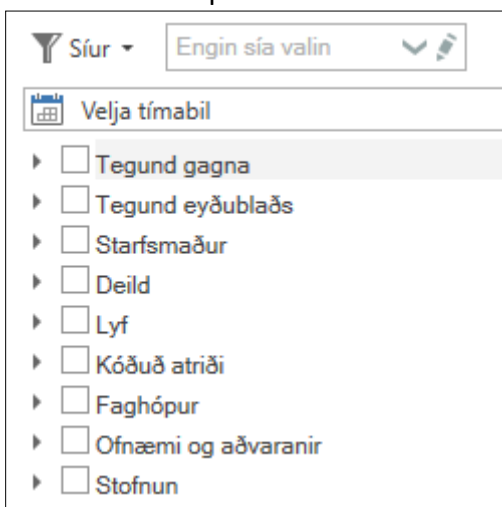 Síur
Engin sía valin
Velja tímabil
Tegund gagna
Tegund eyðublaðs
Starfsmaður
Deild
Lyf
Kóðuð atriði
Faghópur
Ofnæmi og aðvaranir
Stofnun